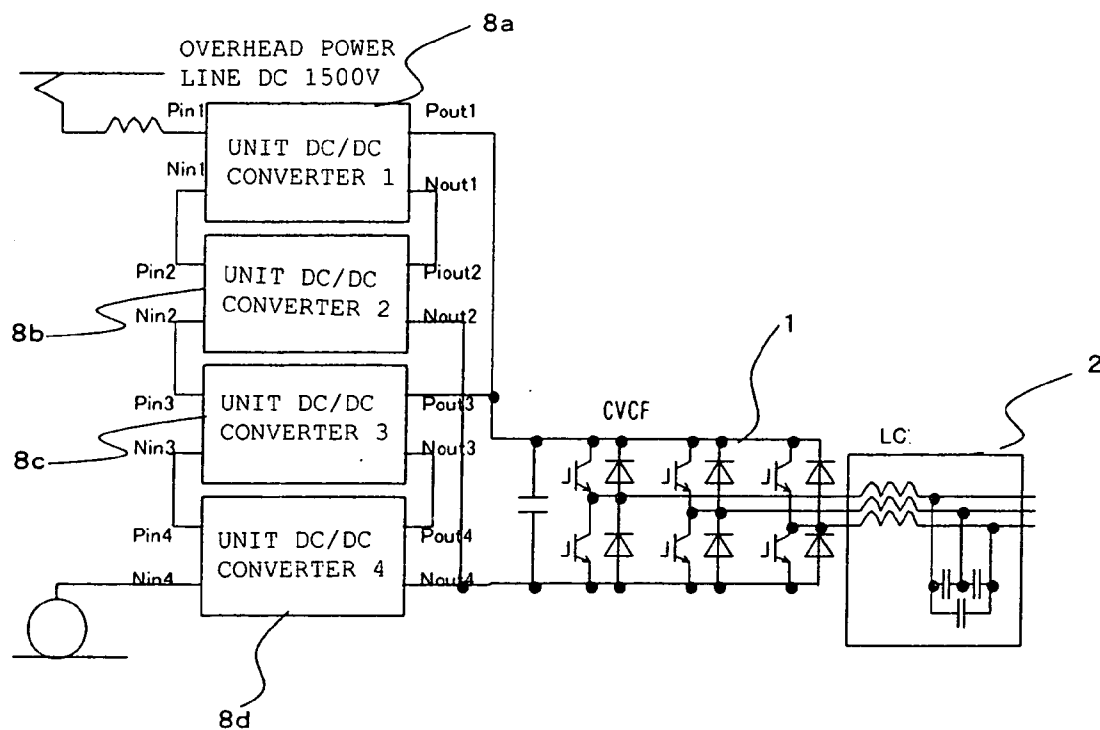 8a
OVERHEAD POWER
LINE DC 1500V
Pin1
Pout1
UNIT DC/DC
CONVERTER 1
Nin1
Nout1
Pin2
Piout2
UNIT DC/DC
CONVERTER 2
Nin2
Nout2
8b
1
2
Pin3
Pout3
UNIT DC/DC
CONVERTER 3
CVCF
LC
Nin3
Nout3
8c
Pin4
Pout4
UNIT DC/DC
CONVERTER 4
Nin4
Nout4
8d